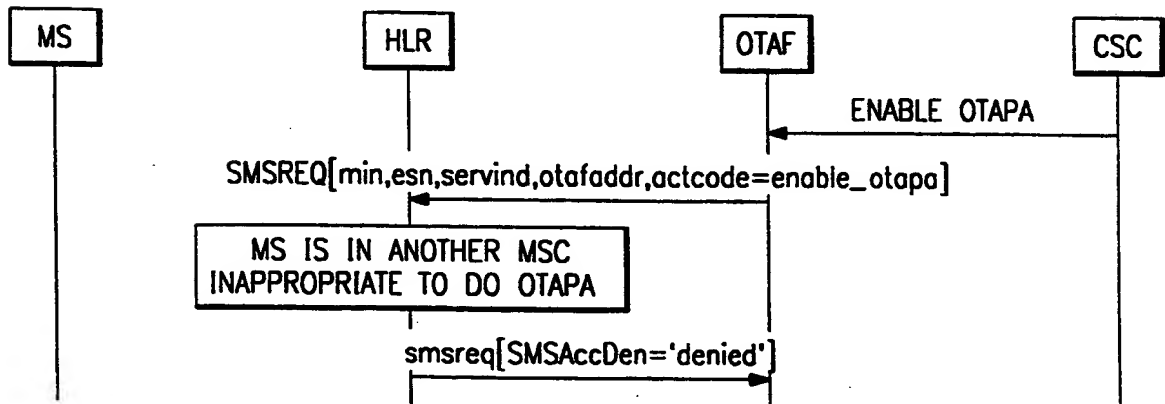 MS
HLR
OTAF
CSC
ENABLE OTAPA
SMSREQ[min,esn,servind,otafaddr,actcode=enable_otapa]
MS IS IN ANOTHER MSC
INAPPROPRIATE TO DO OTAPA
smsreq[SMSAccDen='denied']